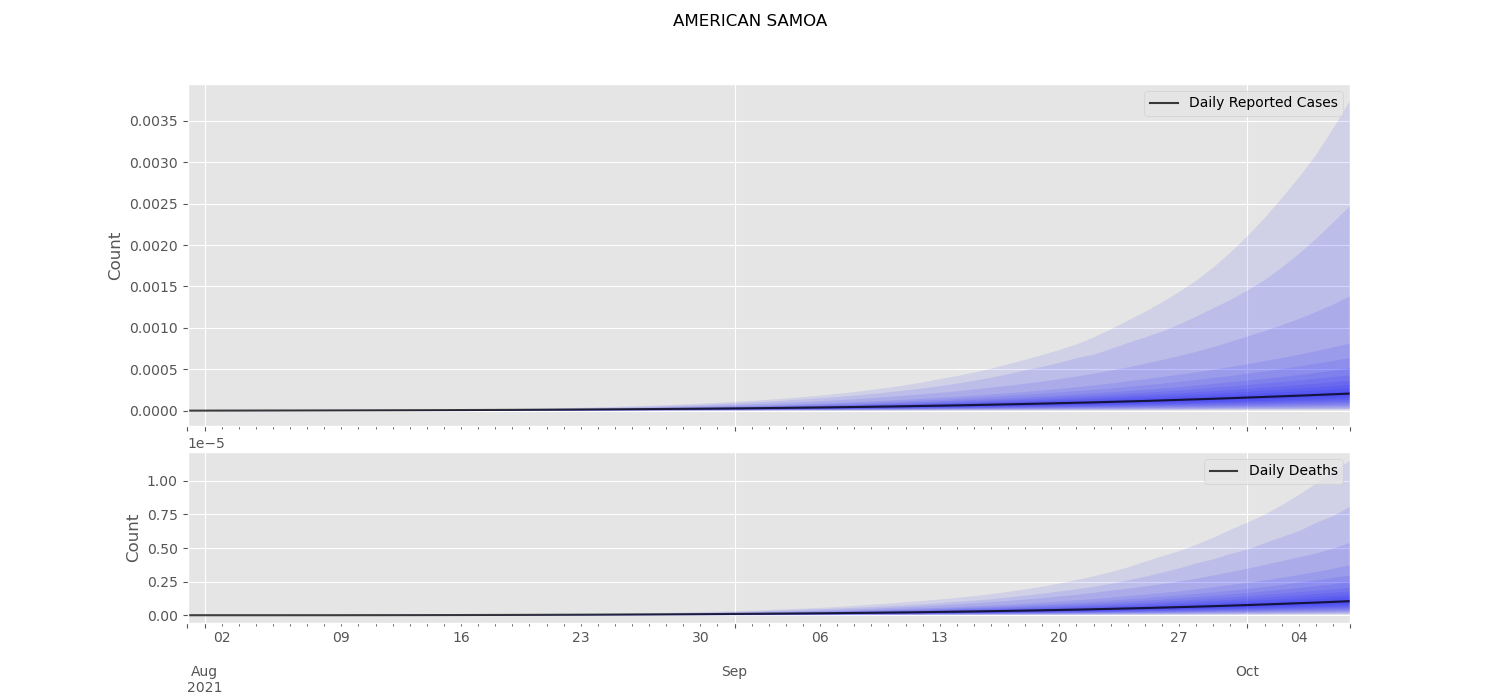 AMERICAN SAMOA
Daily Reported Cases
0.0035
0.0030
0.0025
0.0020
0.0015
0.0010
0.0005
0.0000
Count
1e−5
Daily Deaths
1.00
0.75
0.50
0.25
0.00
Count
02 09 16 23 30 06 13 20 27 04
Aug Sep Oct
2021